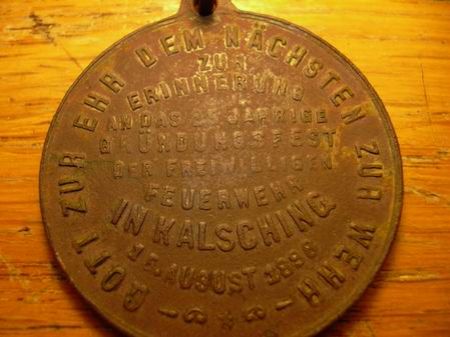 GOTT ZUR EHR DEM NÄCHSTEN ZUR WEHR
ZUR
ERINNERUNG
AN DAS 25 JÄHRIGE
GRÜNDUNGSFEST
DER FREIWILLIGEN
FEUERWEHR
IN KALSCHING
15. AUGUST 1898